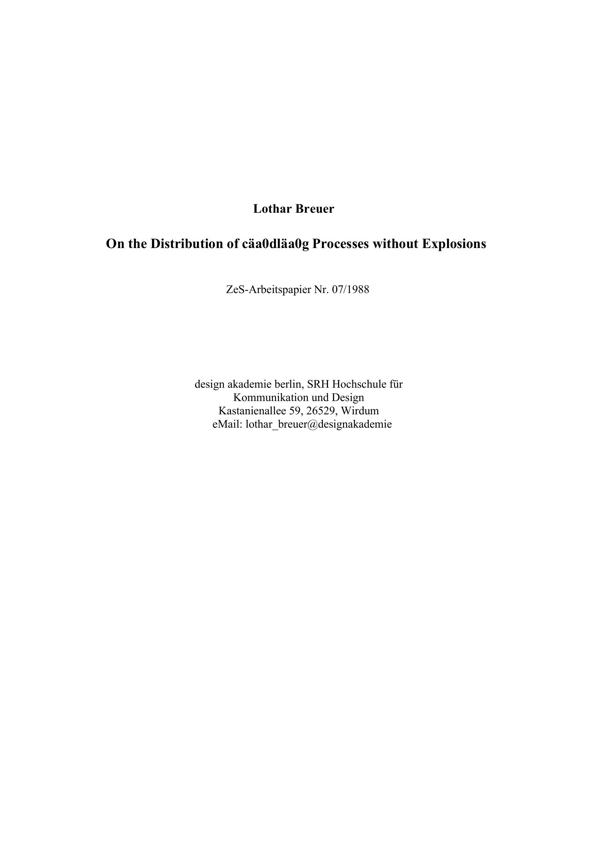 Lothar Breuer
On the Distribution of cäa0dläa0g Processes without Explosions
ZeS-Arbeitspapier Nr. 07/1988
design akademie berlin, SRH Hochschule für
Kommunikation und Design
Kastanienallee 59, 26529, Wirdum
eMail: lothar_breuer@designakademie